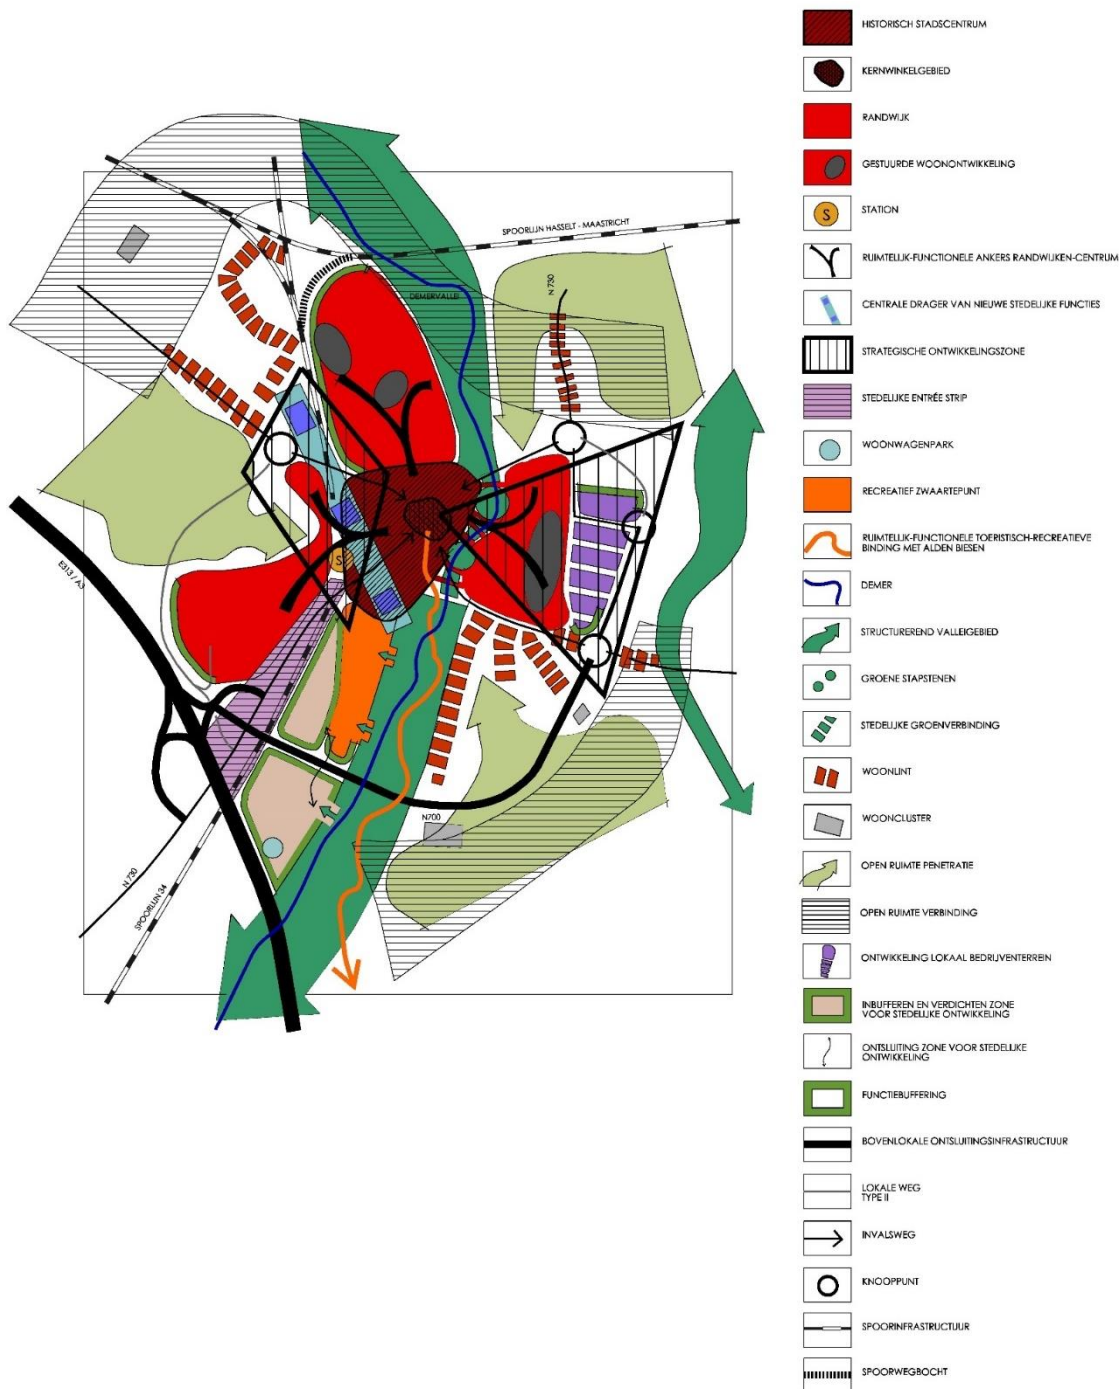 HISTORISCH STADSCENTRUM
KERNWINKELGEBIED
RANDWIJK
GESTUURDE WOONONTWIKKELING
S
STATION
RUIMTELIJK-FUNCTIONELE ANKERS RANDWIJKEN-CENTRUM
CENTRALE DRAGER VAN NIEUWE STEDELIJKE FUNCTIES
STRATEGISCHE ONTWIKKELINGSZONE
STEDELIJKE ENTRÉE STRIP
WOONWAGENPARK
RECREATIEF ZWAARTEPUNT
RUIMTELIJK-FUNCTIONELE TOERISTISCH-RECREATIEVE
BINDING MET ALDEN BIESEN
DEMER
STRUCTUREREND VALLEIGEBIED
GROENE STAPSTENEN
STEDELIJKE GROENVERBINDING
WOONLINT
WOONCLUSTER
OPEN RUIMTE PENETRATIE
OPEN RUIMTE VERBINDING
ONTWIKKELING LOKAAL BEDRIJVENTERREIN
INBUFFEREN EN VERDICHTEN ZONE
VOOR STEDELIJKE ONTWIKKELING
ONTSLUITING ZONE VOOR STEDELIJKE
ONTWIKKELING
FUNCTIEBUFFERING
BOVENLOKALE ONTSLUITINGSINFRASTRUCTUUR
LOKALE WEG
TYPE II
INVALSWEG
KNOOPPUNT
SPOORINFRASTRUCTUUR
SPOORWEGBOCHT
SPOORLIJN HASSELT - MAASTRICHT
DEMERVALLEI
N 730
S
E313 / A3
N700
N 730
SPOORLIJN 34